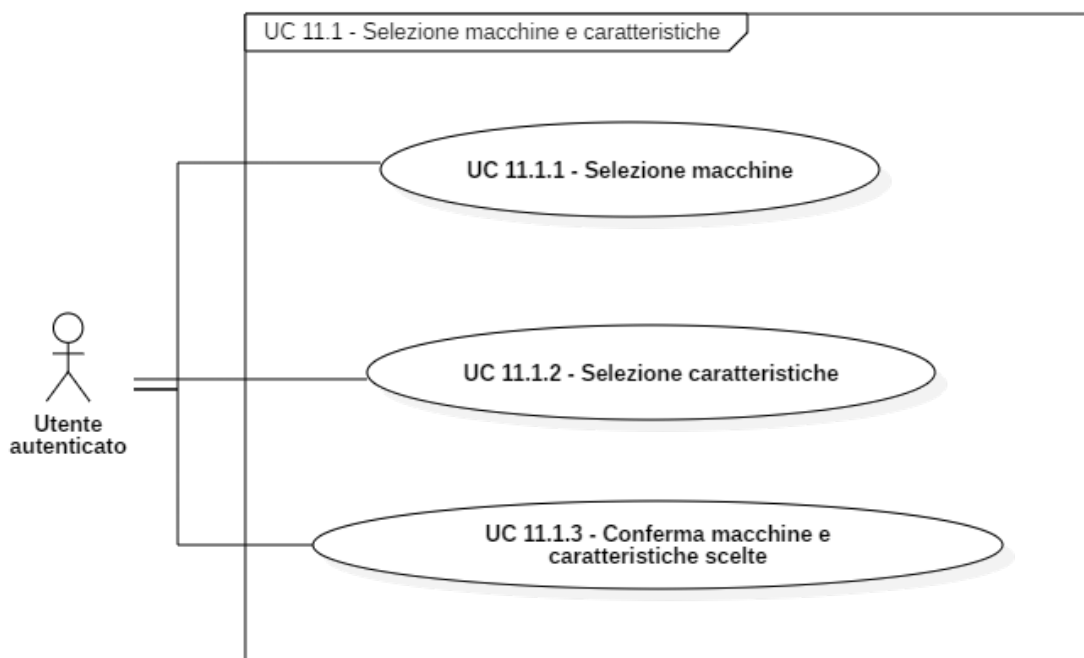 UC 11.1 - Selezione macchine e caratteristiche
UC 11.1.1 - Selezione macchine
UC 11.1.2 - Selezione caratteristiche
Utente
autenticato
UC 11.1.3 - Conferma macchine e
caratteristiche scelte